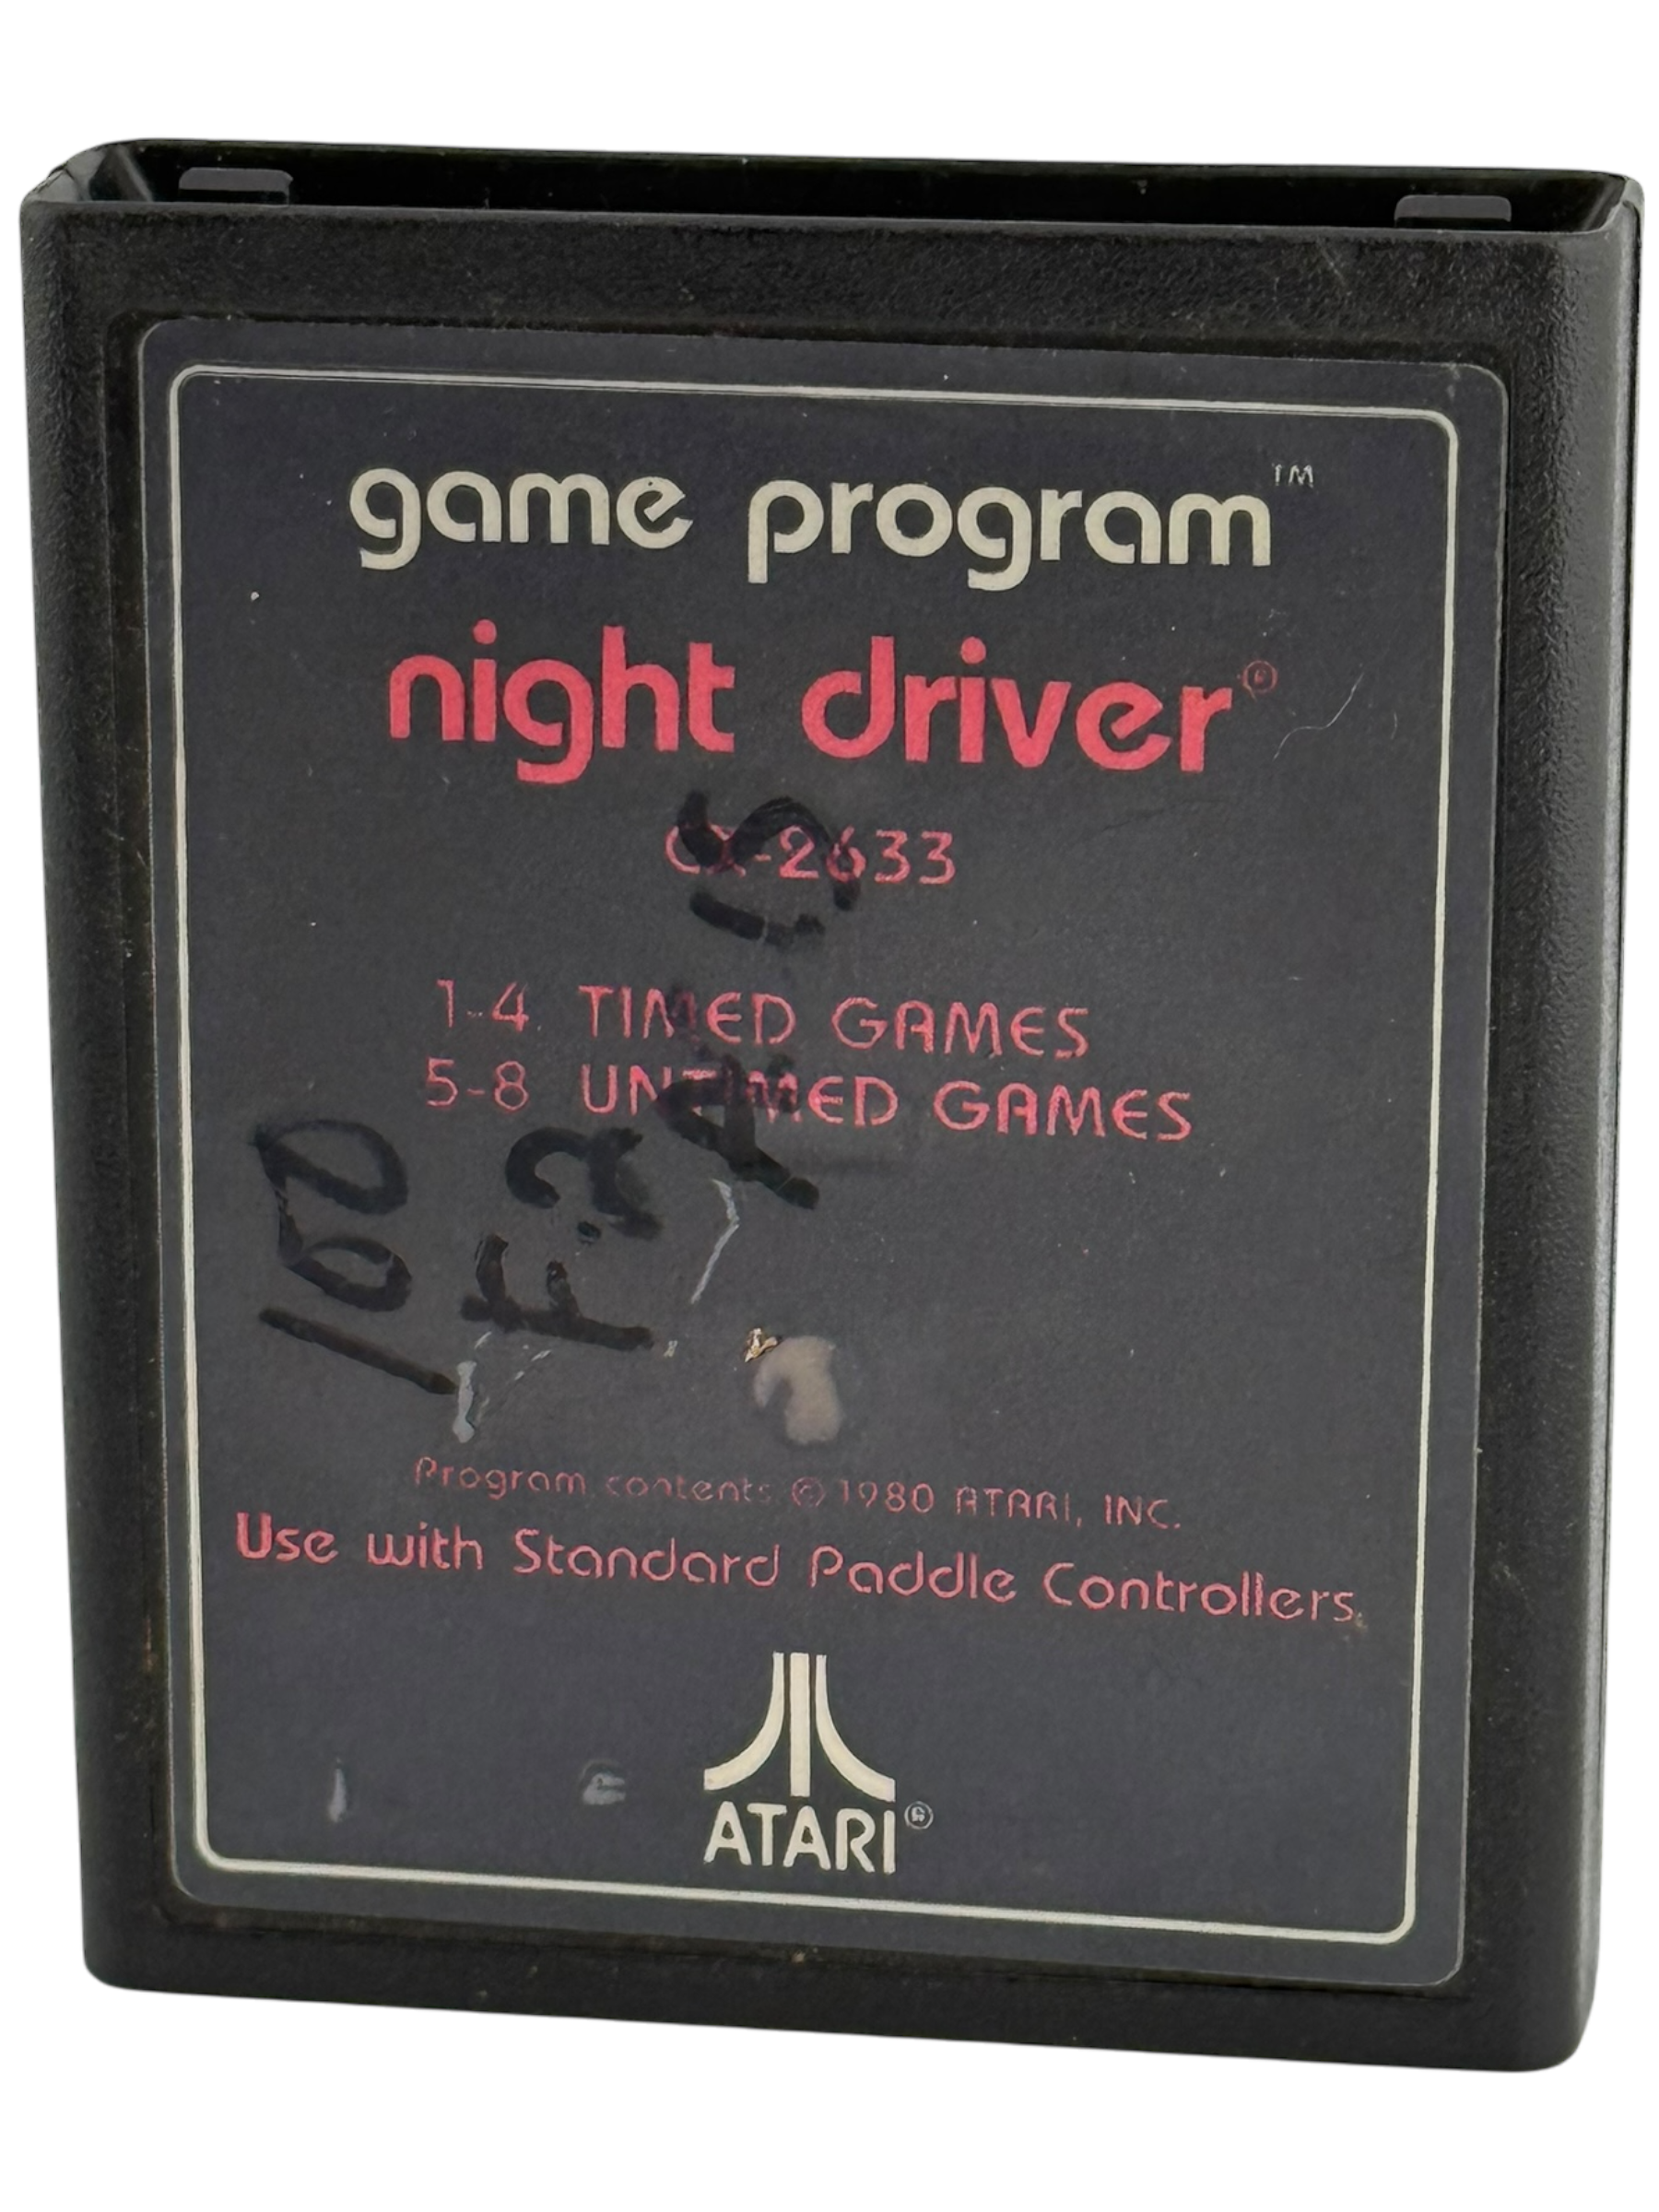 game program™
night driver®
CX-2633
1-4 TIMED GAMES
5-8 UNTIMED GAMES
Program contents © 1980 ATARI, INC.
Use with Standard Paddle Controllers.
ATARI®